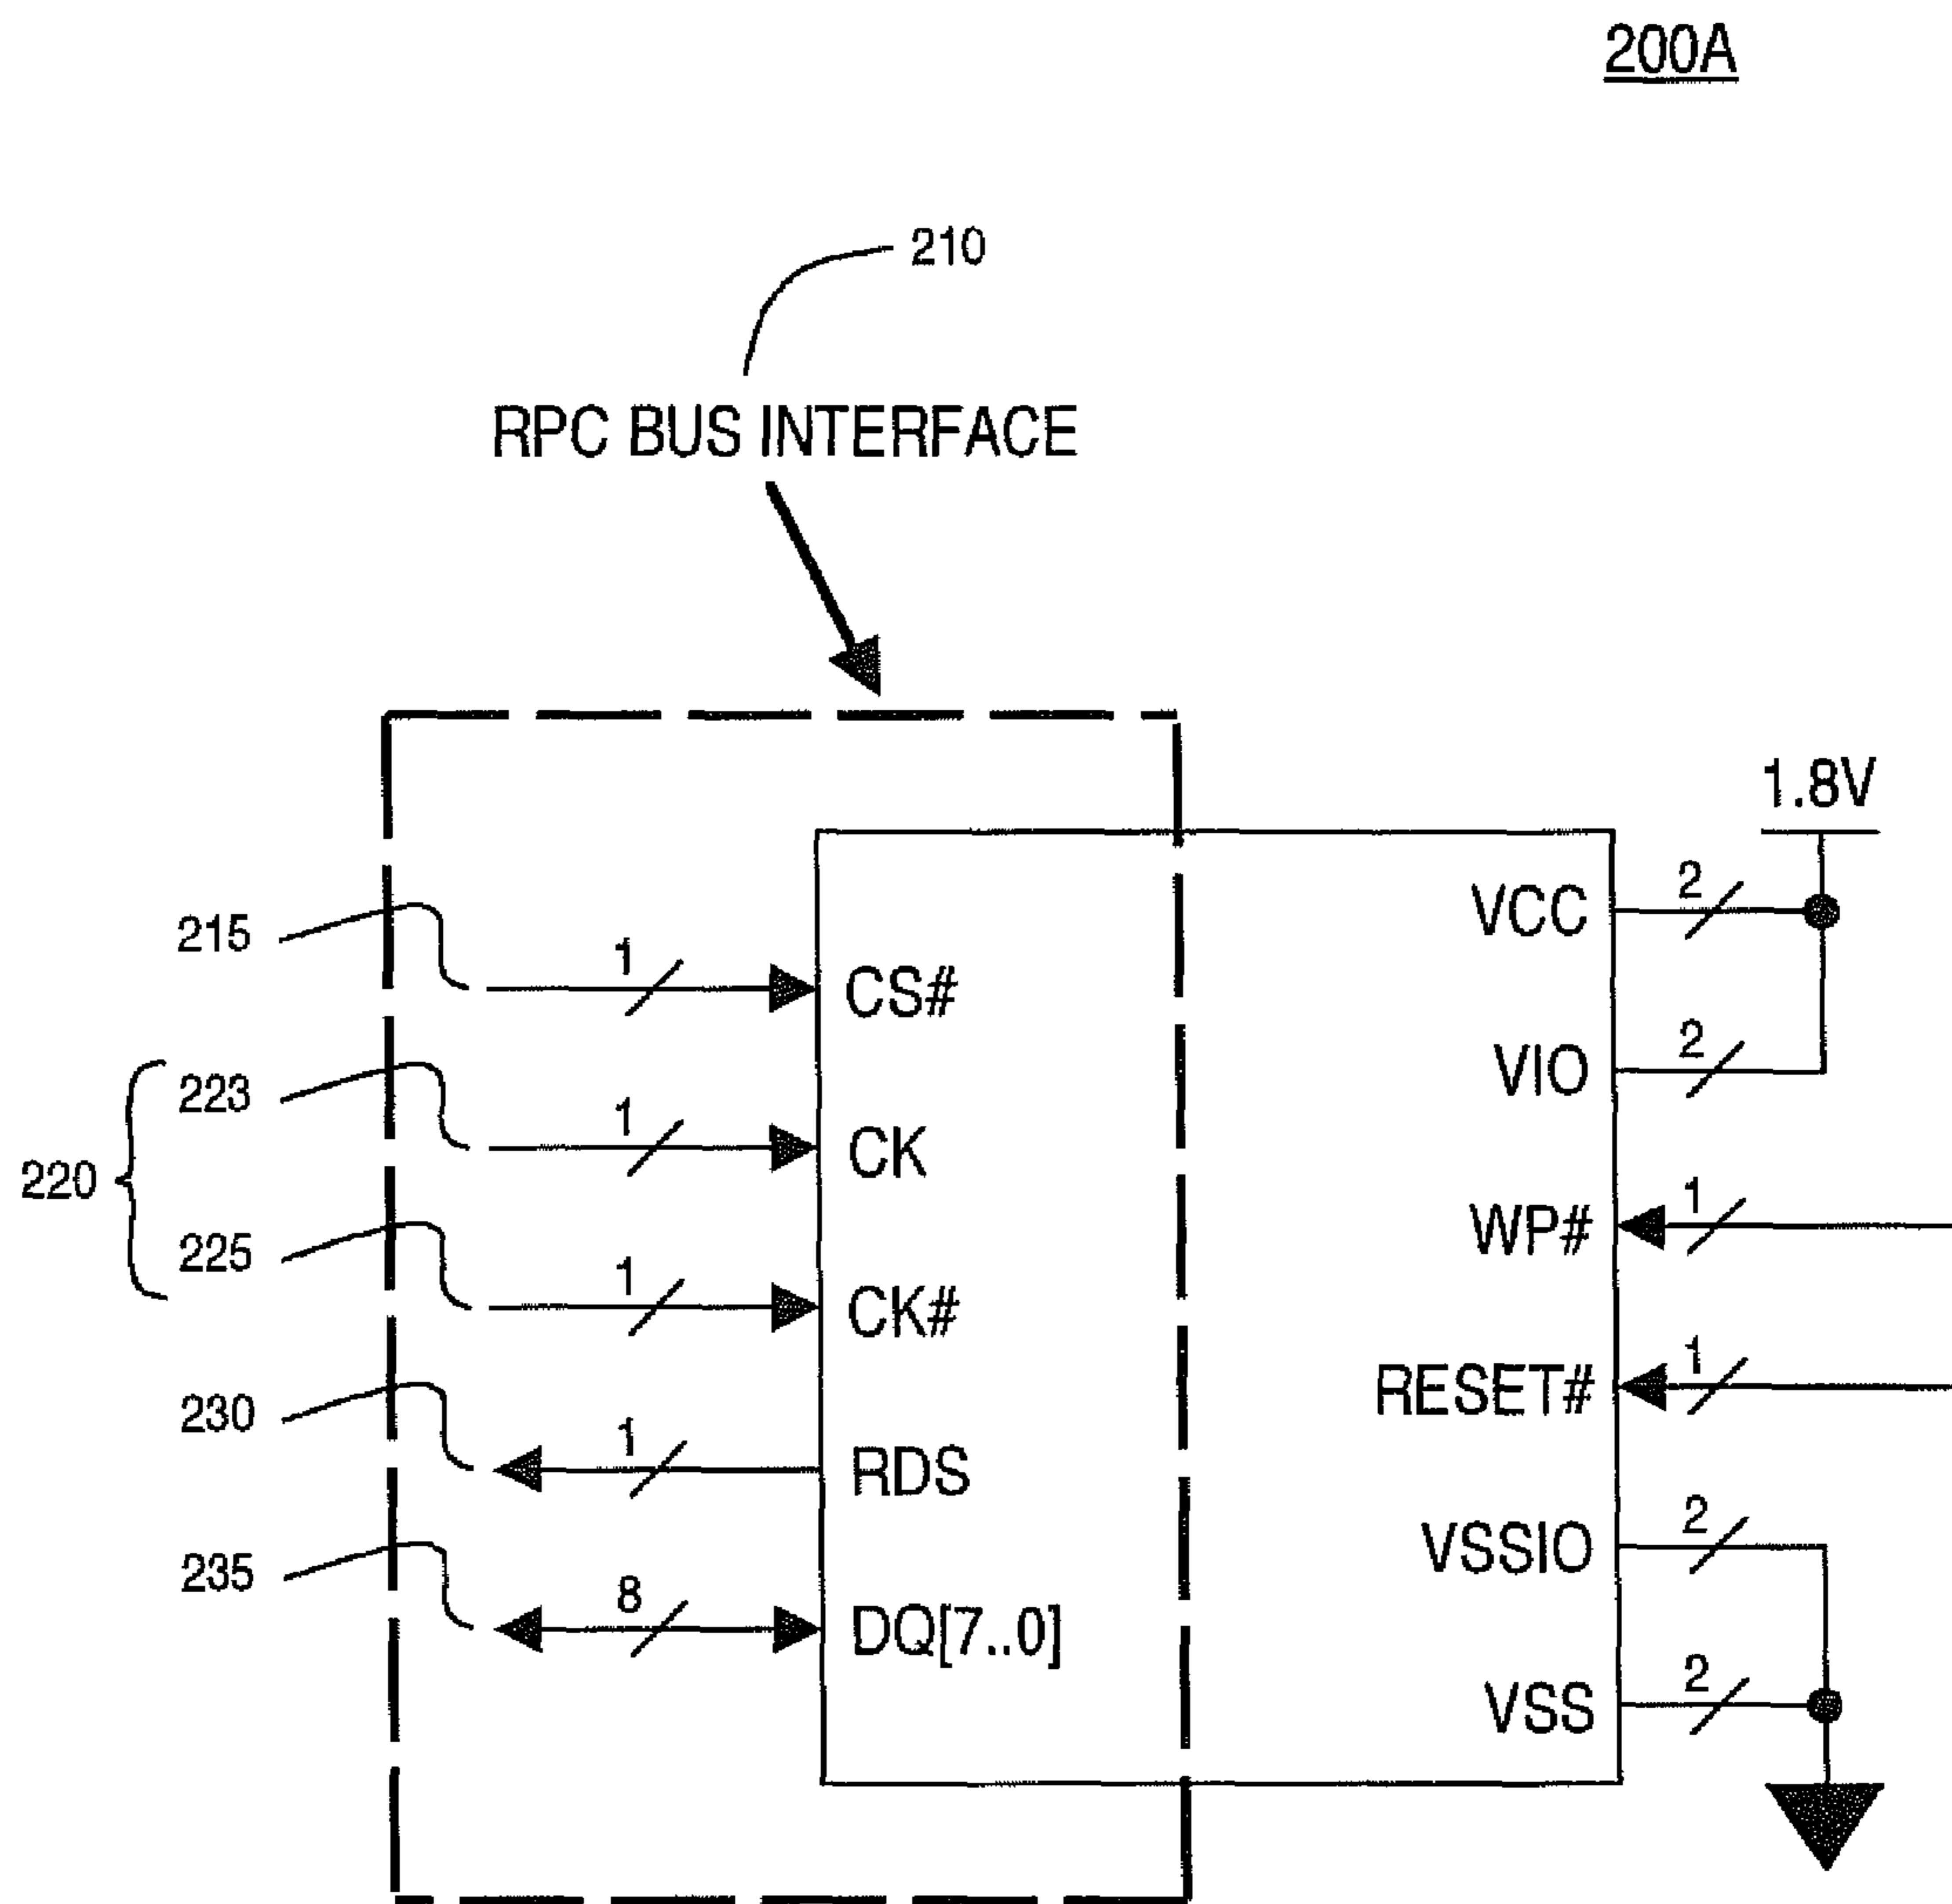 200A
210
RPC BUS INTERFACE
1.8V
215
1
CS#
VCC
2
223
1
CK
VIO
2
220
225
1
CK#
WP#
1
230
1
RDS
RESET#
1
235
8
DQ[7..0]
VSSIO
2
VSS
2